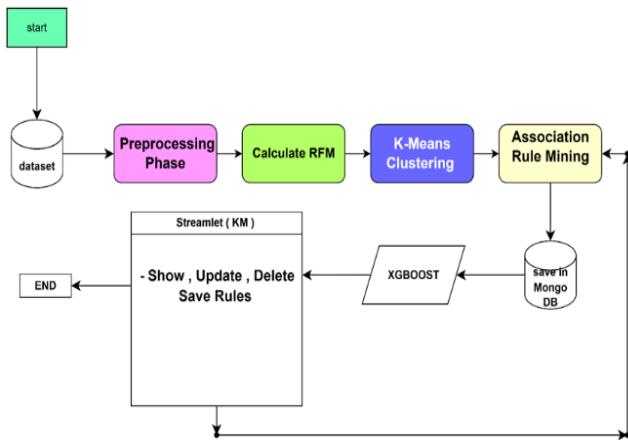 start
dataset
Preprocessing
Phase
Calculate RFM
K-Means
Clustering
Association
Rule Mining
save in
Mongo
DB
XGBOOST
Streamlet ( KM )
- Show , Update , Delete
Save Rules
END